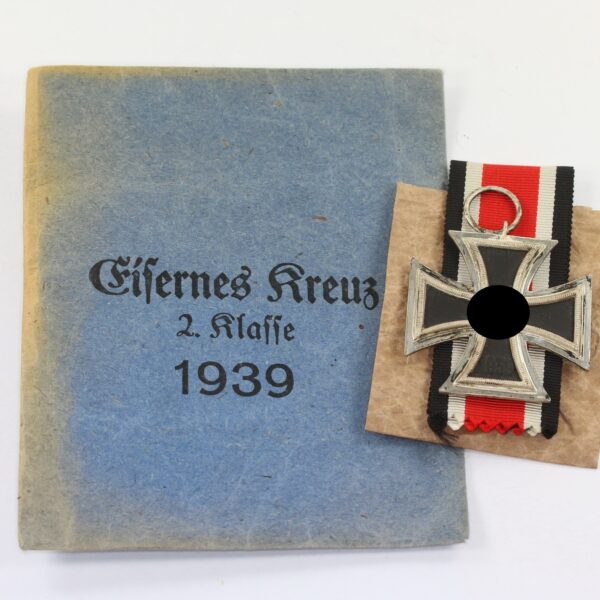 Eiſernes Kreuz
2. Klaſſe
1939